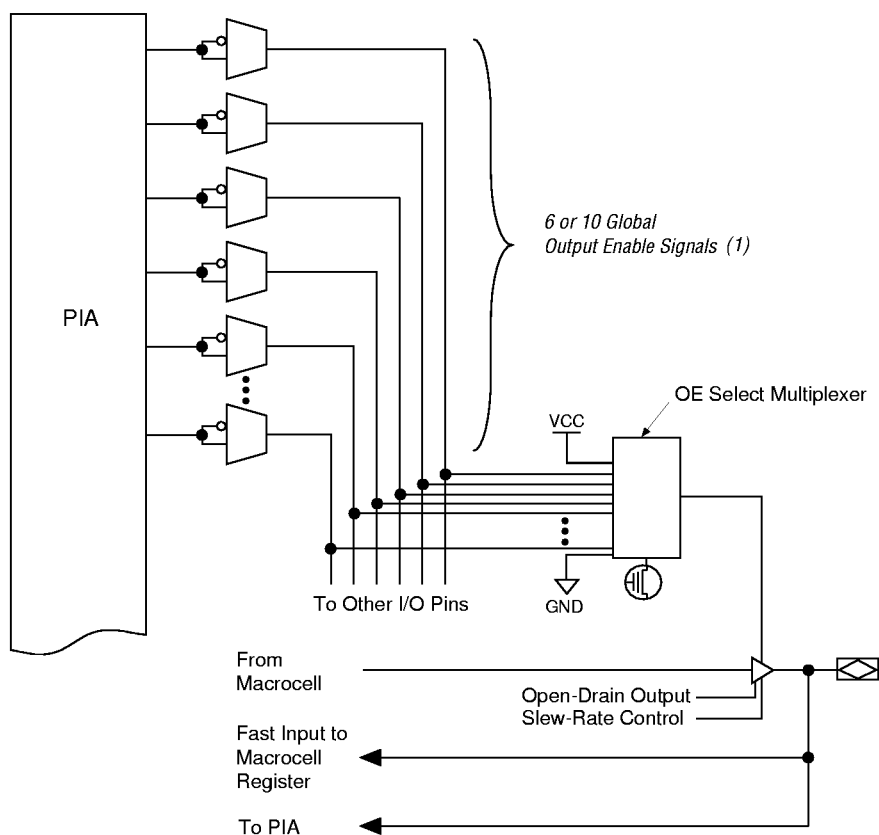 6 or 10 Global
Output Enable Signals (1)
PIA
OE Select Multiplexer
VCC
To Other I/O Pins
GND
From
Macrocell
Open-Drain Output
Slew-Rate Control
Fast Input to
Macrocell
Register
To PIA